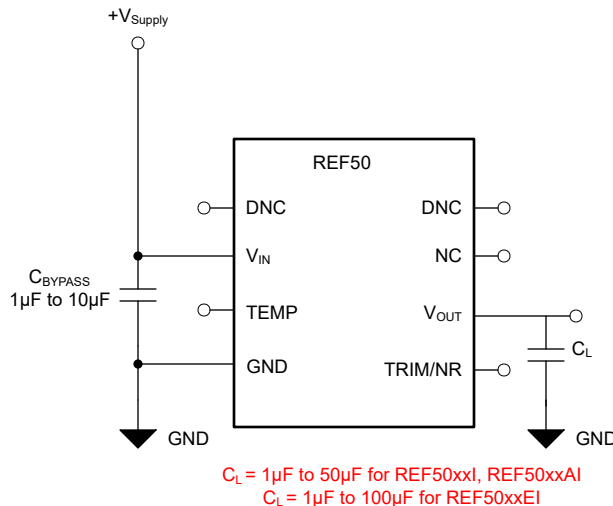 +VSupply
REF50
DNC
DNC
VIN
NC
CBYPASS
1µF to 10µF
TEMP
VOUT
CL
GND
TRIM/NR
GND
GND
CL = 1µF to 50µF for REF50xxI, REF50xxAI
CL = 1µF to 100µF for REF50xxEI